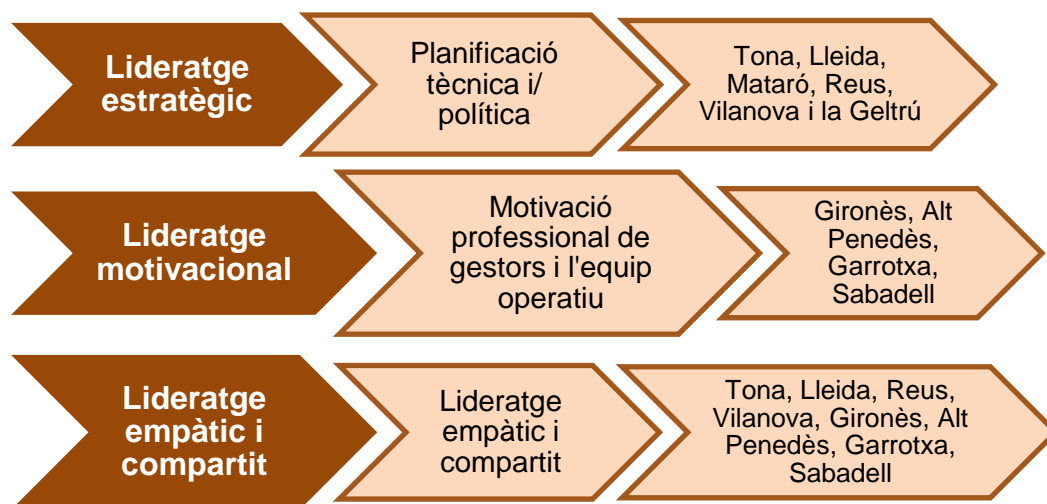 Lideratge
estratègic
Planificació
tècnica i/
política
Tona, Lleida,
Mataró, Reus,
Vilanova i la Geltrú
Lideratge
motivacional
Motivació
professional de
gestors i l'equip
operatiu
Gironès, Alt
Penedès,
Garrotxa,
Sabadell
Lideratge
empàtic i
compartit
Lideratge
empàtic i
compartit
Tona, Lleida, Reus,
Vilanova, Gironès, Alt
Penedès, Garrotxa,
Sabadell